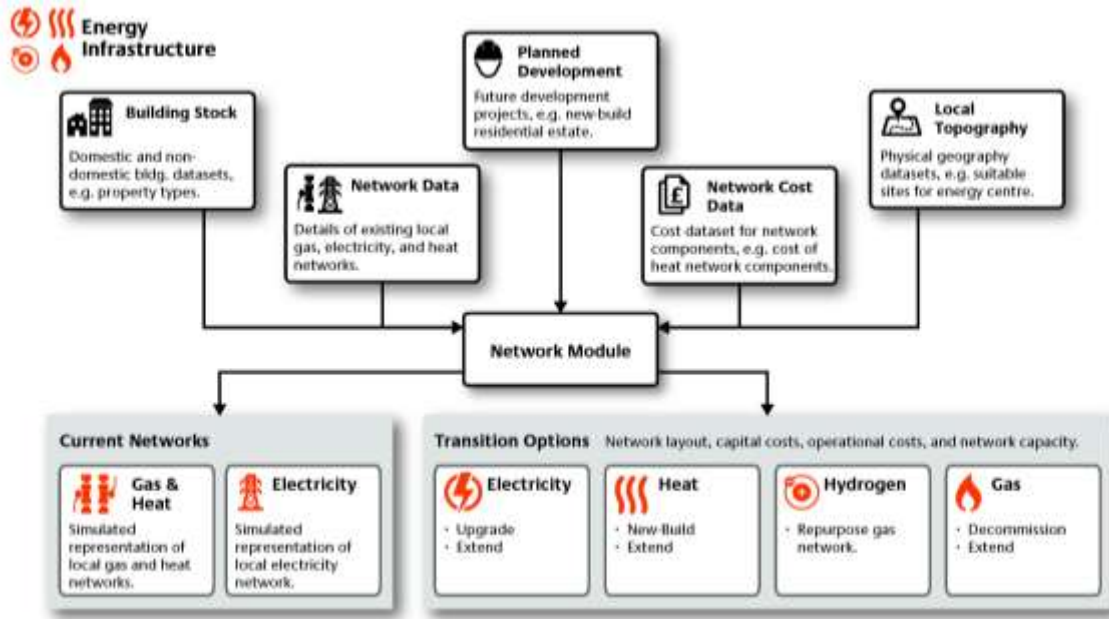 Energy
Infrastructure
Planned
Development
Future development
projects, e.g. new-build
residential estate.
Building Stock
Domestic and non-
domestic bldg. datasets,
e.g. property types.
Local
Topography
Physical geography
datasets, e.g. suitable
sites for energy centre.
Network Data
Details of existing local
gas, electricity, and heat
networks.
£
Network Cost
Data
Cost dataset for network
components, e.g. cost of
heat network components.
Network Module
Current Networks
Gas &
Heat
Simulated
representation of
local gas and heat
networks.
Electricity
Simulated
representation of
local electricity
network.
Transition Options Network layout, capital costs, operational costs, and network capacity.
Electricity
· Upgrade
· Extend
Heat
· New-Build
· Extend
Hydrogen
· Repurpose gas
network.
Gas
· Decommission
· Extend